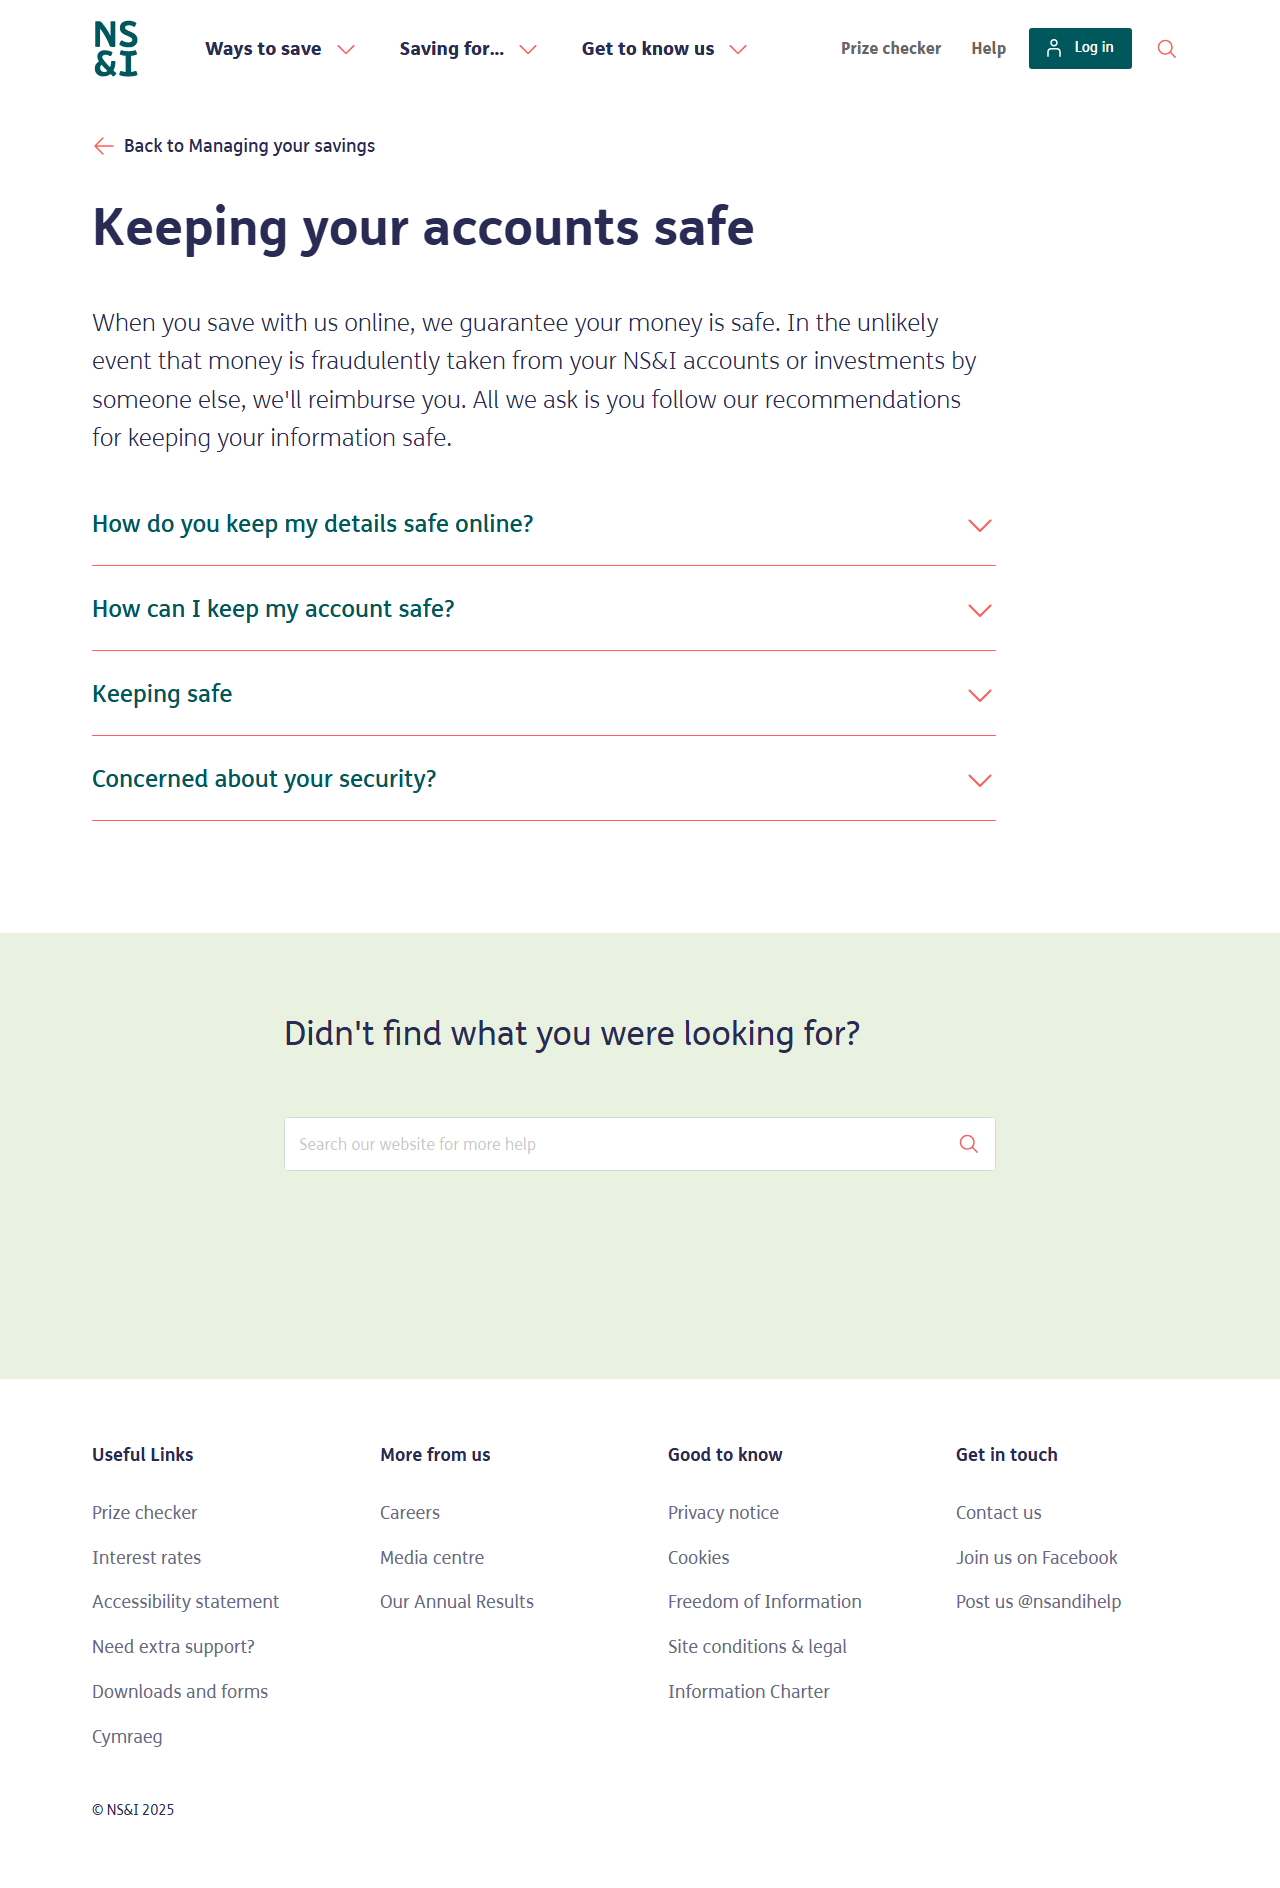 NS
&I
Ways to save
Saving for...
Get to know us
Prize checker
Help
Log in
Back to Managing your savings
Keeping your accounts safe
When you save with us online, we guarantee your money is safe. In the unlikely
event that money is fraudulently taken from your NS&I accounts or investments by
someone else, we'll reimburse you. All we ask is you follow our recommendations
for keeping your information safe.
How do you keep my details safe online?
How can I keep my account safe?
Keeping safe
Concerned about your security?
Didn't find what you were looking for?
Search our website for more help
Useful Links
Prize checker
Interest rates
Accessibility statement
Need extra support?
Downloads and forms
Cymraeg
More from us
Careers
Media centre
Our Annual Results
Good to know
Privacy notice
Cookies
Freedom of Information
Site conditions & legal
Information Charter
Get in touch
Contact us
Join us on Facebook
Post us @nsandihelp
© NS&I 2025